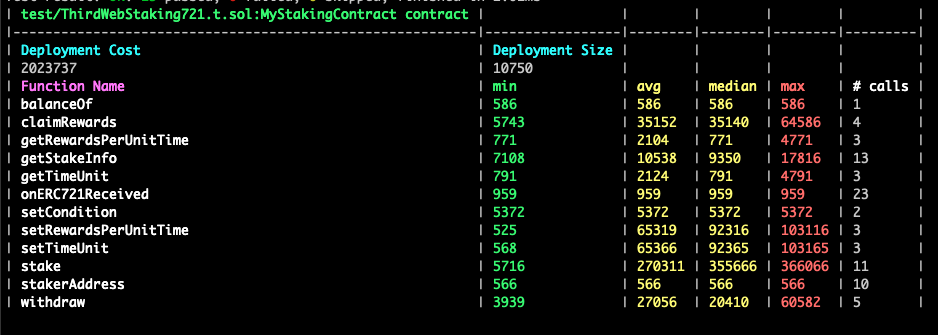 | test/ThirdWebStaking721.t.sol:MyStakingContract contract | | | | | |
|----------------------------------------------------------|-----------------|--------|--------|--------|---------|
| Deployment Cost | Deployment Size | | | | |
| 2023737 | 10750 | | | | |
| Function Name | min | avg | median | max | # calls |
| balanceOf | 586 | 586 | 586 | 586 | 1 |
| claimRewards | 5743 | 35152 | 35140 | 64586 | 4 |
| getRewardsPerUnitTime | 771 | 2104 | 771 | 4771 | 3 |
| getStakeInfo | 7108 | 10538 | 9350 | 17816 | 13 |
| getTimeUnit | 791 | 2124 | 791 | 4791 | 3 |
| onERC721Received | 959 | 959 | 959 | 959 | 23 |
| setCondition | 5372 | 5372 | 5372 | 5372 | 2 |
| setRewardsPerUnitTime | 525 | 65319 | 92316 | 103116 | 3 |
| setTimeUnit | 568 | 65366 | 92365 | 103165 | 3 |
| stake | 5716 | 270311 | 355666 | 366066 | 11 |
| stakerAddress | 566 | 566 | 566 | 566 | 10 |
| withdraw | 3939 | 27056 | 20410 | 60582 | 5 |